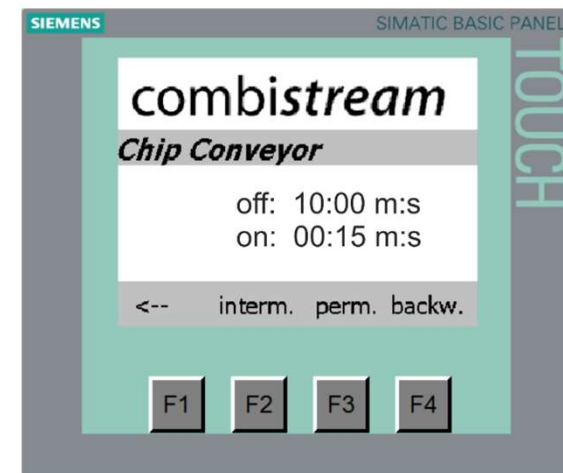 SIEMENS SIMATIC BASIC PANEL
TOUCH
combistream
Chip Conveyor
off: 10:00 m:s
on: 00:15 m:s
<-- interm. perm. backw.
F1 F2 F3 F4